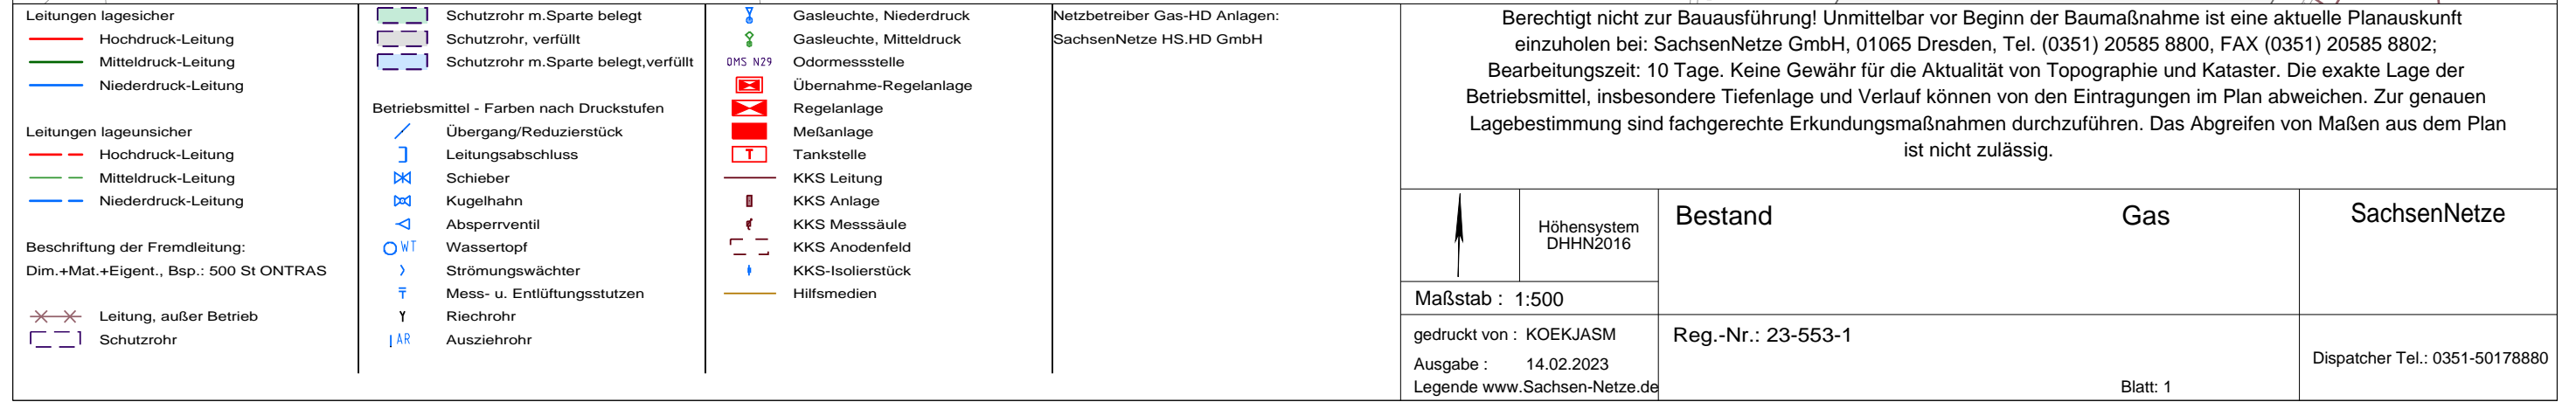 Leitungen lagesicher
Hochdruck-Leitung
Mitteldruck-Leitung
Niederdruck-Leitung
Leitungen lageunsicher
Hochdruck-Leitung
Mitteldruck-Leitung
Niederdruck-Leitung
Beschriftung der Fremdleitung:
Dim.+Mat.+Eigent., Bsp.: 500 St ONTRAS
Leitung, außer Betrieb
Schutzrohr
Schutzrohr m.Sparte belegt
Schutzrohr, verfüllt
Schutzrohr m.Sparte belegt,verfüllt
Betriebsmittel - Farben nach Druckstufen
Übergang/Reduzierstück
Leitungsabschluss
Schieber
Kugelhahn
Absperrventil
WT Wassertopf
Strömungswächter
Mess- u. Entlüftungsstutzen
Riechrohr
AR Ausziehrohr
Gasleuchte, Niederdruck
Gasleuchte, Mitteldruck
OMS N29 Odormessstelle
Übernahme-Regelanlage
Regelanlage
Meßanlage
T Tankstelle
KKS Leitung
KKS Anlage
KKS Messsäule
KKS Anodenfeld
KKS-Isolierstück
Hilfsmedien
Netzbetreiber Gas-HD Anlagen:
SachsenNetze HS.HD GmbH
Berechtigt nicht zur Bauausführung! Unmittelbar vor Beginn der Baumaßnahme ist eine aktuelle Planauskunft
einzuholen bei: SachsenNetze GmbH, 01065 Dresden, Tel. (0351) 20585 8800, FAX (0351) 20585 8802;
Bearbeitungszeit: 10 Tage. Keine Gewähr für die Aktualität von Topographie und Kataster. Die exakte Lage der
Betriebsmittel, insbesondere Tiefenlage und Verlauf können von den Eintragungen im Plan abweichen. Zur genauen
Lagebestimmung sind fachgerechte Erkundungsmaßnahmen durchzuführen. Das Abgreifen von Maßen aus dem Plan
ist nicht zulässig.
Höhensystem
DHHN2016
Maßstab : 1:500
Bestand Gas
SachsenNetze
gedruckt von : KOEKJASM
Ausgabe : 14.02.2023
Legende www.Sachsen-Netze.de
Reg.-Nr.: 23-553-1
Blatt: 1
Dispatcher Tel.: 0351-50178880